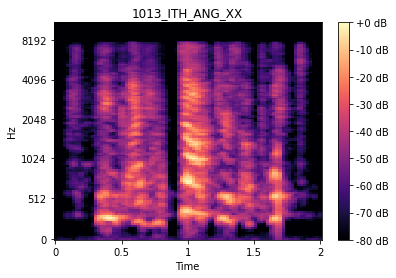 1013_ITH_ANG_XX
+0 dB
8192
-10 dB
4096
-20 dB
-30 dB
2048
Hz
-40 dB
1024
-50 dB
512
-60 dB
-70 dB
0
-80 dB
0 0.5 1 1.5 2
Time